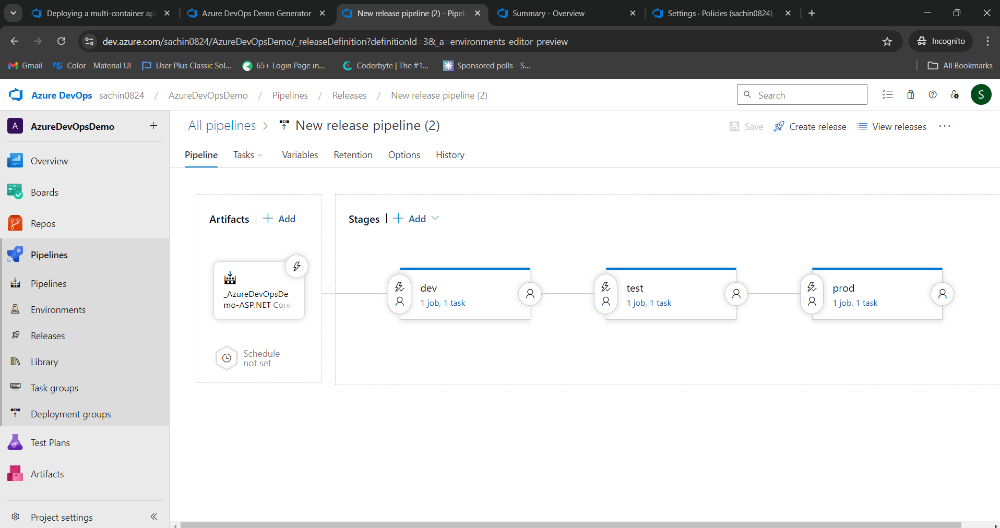 Deploying a multi-container ap
Azure DevOps Demo Generator
New release pipeline (2) - Pipeli
Summary - Overview
Settings · Policies (sachin0824) -
dev.azure.com/sachin0824/AzureDevOpsDemo/_releaseDefinition?definitionId=3&_a=environments-editor-preview
Incognito
Gmail
Color - Material UI
User Plus Classic Sol...
65+ Login Page in...
Coderbyte | The #1...
Sponsored polls - S...
All Bookmarks
Azure DevOps sachin0824 / AzureDevOpsDemo / Pipelines / Releases / New release pipeline (2)
Search
S
A AzureDevOpsDemo
All pipelines > New release pipeline (2)
Save
Create release
View releases
Pipeline
Tasks
Variables
Retention
Options
History
Overview
Boards
Repos
Pipelines
Pipelines
Environments
Releases
Library
Task groups
Deployment groups
Test Plans
Artifacts
Project settings
Artifacts | + Add
Stages | + Add
_AzureDevOpsDe
mo-ASP.NET Core
Schedule
not set
dev
1 job, 1 task
test
1 job, 1 task
prod
1 job, 1 task